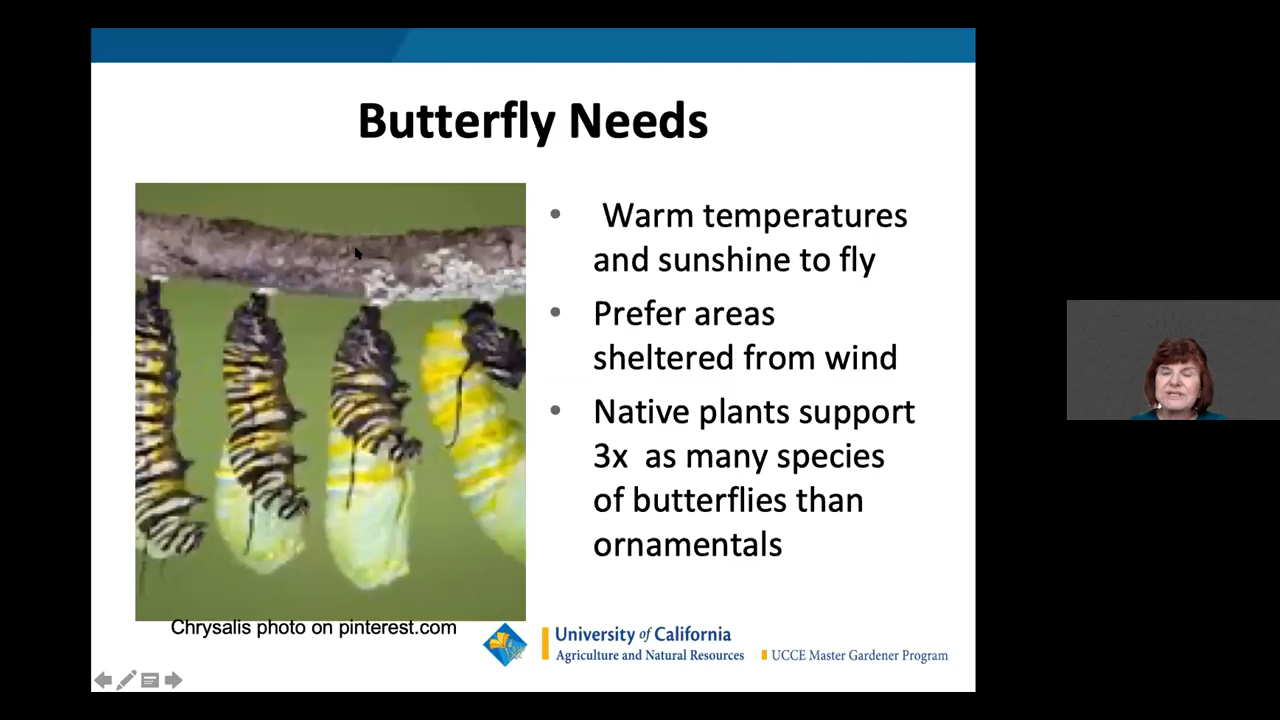 Butterfly Needs
• Warm temperatures
and sunshine to fly
• Prefer areas
sheltered from wind
• Native plants support
3x as many species
of butterflies than
ornamentals
Chrysalis photo on pinterest.com
University of California
Agriculture and Natural Resources
UCCE Master Gardener Program